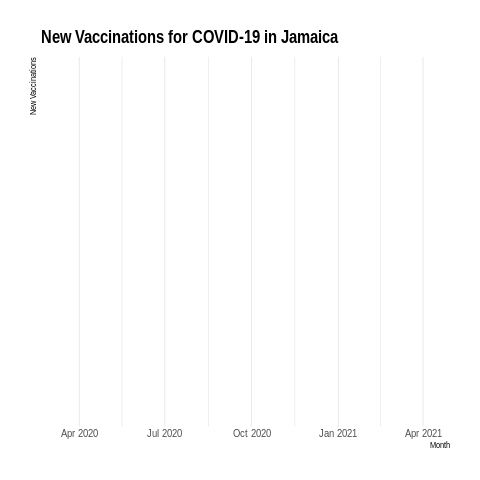 New Vaccinations for COVID-19 in Jamaica
New Vaccinations
Apr 2020 Jul 2020 Oct 2020 Jan 2021 Apr 2021
Month